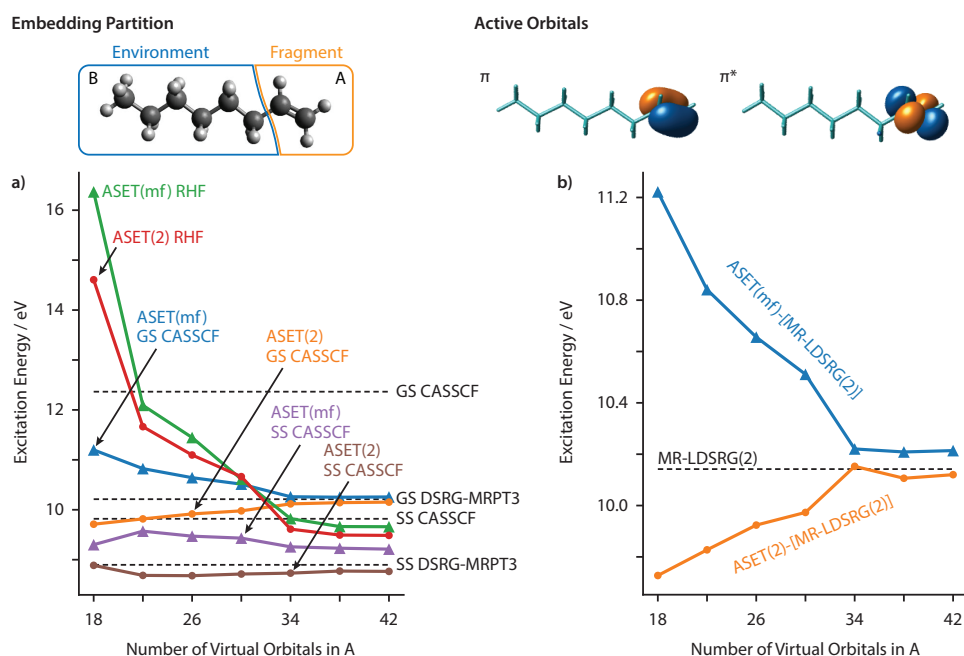 Embedding Partition
Active Orbitals
Environment
Fragment
B
A
π
π*
a)
b)
16
14
12
10
ASET(mf) RHF
ASET(2) RHF
ASET(mf)
GS CASSCF
ASET(2)
GS CASSCF
GS CASSCF
ASET(mf)
SS CASSCF
ASET(2)
SS CASSCF
GS DSRG-MRPT3
SS CASSCF
SS DSRG-MRPT3
Excitation Energy / eV
18
22
26
30
34
38
42
Number of Virtual Orbitals in A
11.2
10.8
10.4
10.0
ASET(mf)-[MR-LDSRG(2)]
MR-LDSRG(2)
ASET(2)-[MR-LDSRG(2)]
Excitation Energy / eV
18
26
34
42
Number of Virtual Orbitals in A